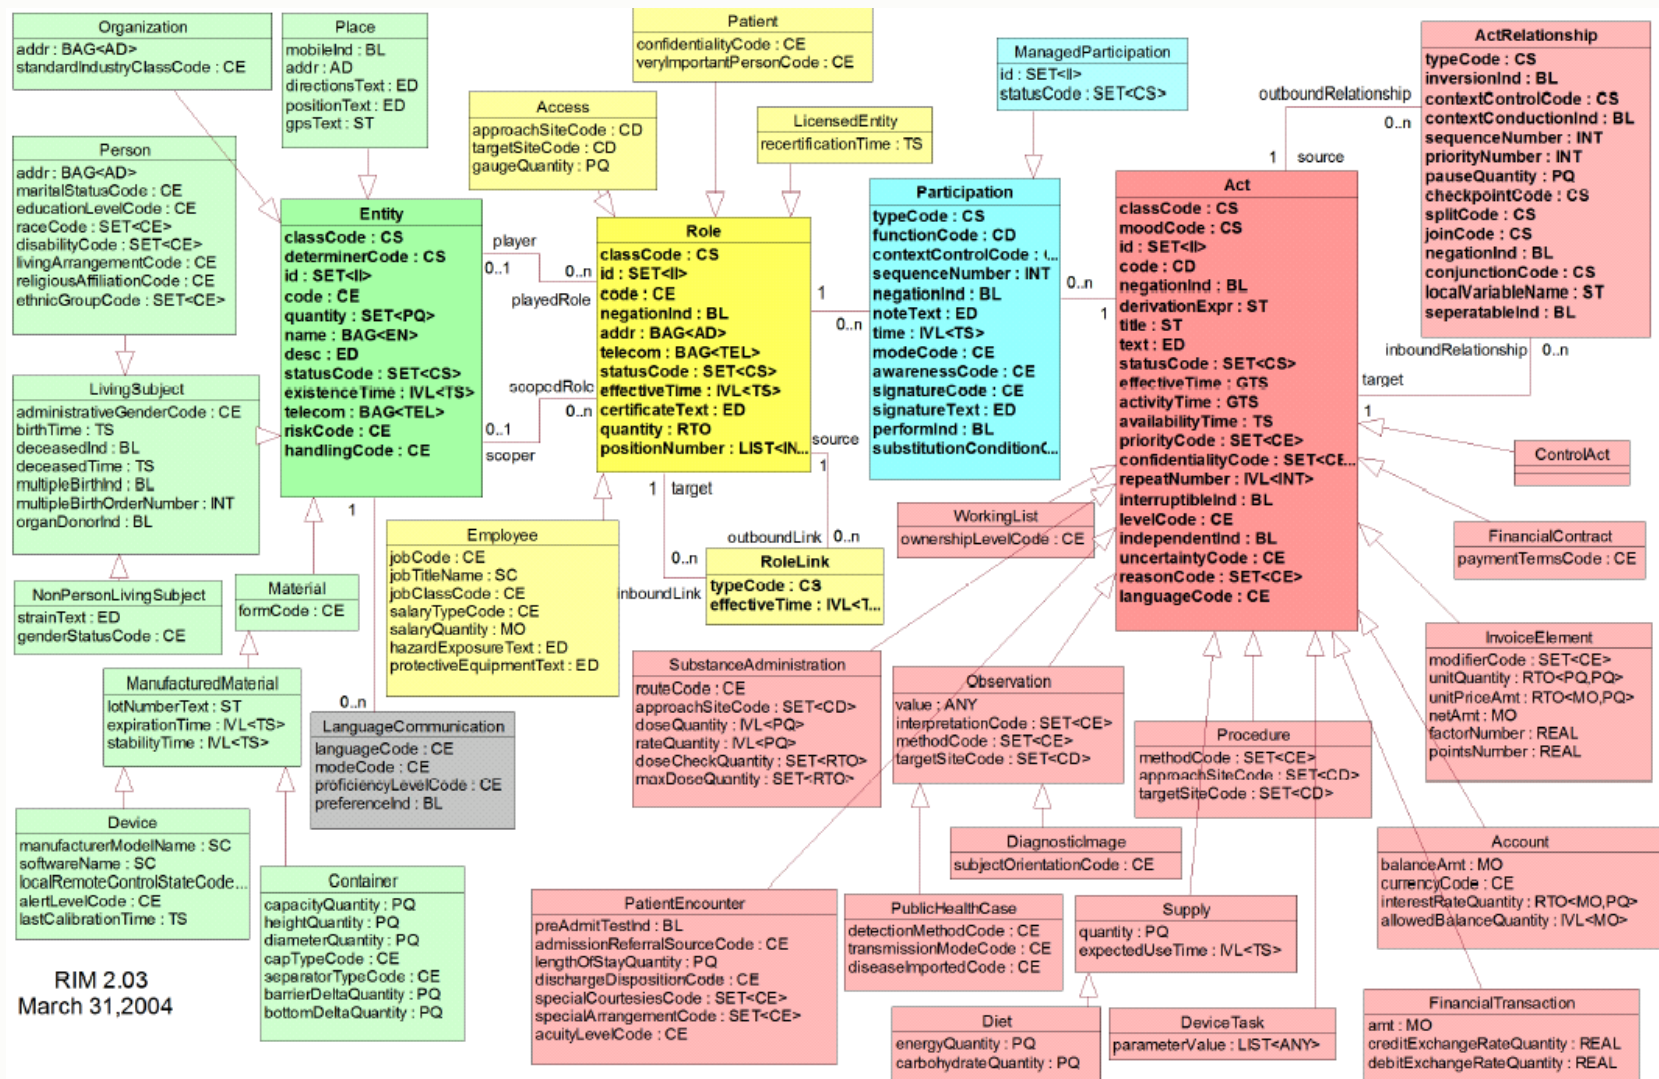 Organization
addr : BAG<AD>
standardIndustryClassCode : CE
Place
mobileInd : BL
addr : AD
directionsText : ED
positionText : ED
gpsText : ST
Patient
confidentialityCode : CE
veryImportantPersonCode : CE
ManagedParticipation
id : SET<II>
statusCode : SET<CS>
ActRelationship
typeCode : CS
inversionInd : BL
contextControlCode : CS
contextConductionInd : BL
sequenceNumber : INT
priorityNumber : INT
pauseQuantity : PQ
checkpointCode : CS
splitCode : CS
joinCode : CS
negationInd : BL
conjunctionCode : CS
localVariableName : ST
seperatableInd : BL
Person
addr : BAG<AD>
maritalStatusCode : CE
educationLevelCode : CE
raceCode : SET<CE>
disabilityCode : SET<CE>
livingArrangementCode : CE
religiousAffiliationCode : CE
ethnicGroupCode : SET<CE>
Access
approachSiteCode : CD
targetSiteCode : CD
gaugeQuantity : PQ
LicensedEntity
recertificationTime : TS
outboundRelationship
0..n
1 source
Entity
classCode : CS
determinerCode : CS
id : SET<II>
code : CE
quantity : SET<PQ>
name : BAG<EN>
desc : ED
statusCode : SET<CS>
existenceTime : IVL<TS>
telecom : BAG<TEL>
riskCode : CE
handlingCode : CE
player
0..1
0..n
playedRole
scopedRole
0..n
0..1
scoper
Role
classCode : CS
id : SET<II>
code : CE
negationInd : BL
addr : BAG<AD>
telecom : BAG<TEL>
statusCode : SET<CS>
effectiveTime : IVL<TS>
certificateText : ED
quantity : RTO
positionNumber : LIST<IN...
1
0..n
Participation
typeCode : CS
functionCode : CD
contextControlCode : (...
sequenceNumber : INT
negationInd : BL
noteText : ED
time : IVL<TS>
modeCode : CE
awarenessCode : CE
signatureCode : CE
signatureText : ED
performInd : BL
substitutionConditionC...
0..n
1
Act
classCode : CS
moodCode : CS
id : SET<II>
code : CD
negationInd : BL
derivationExpr : ST
title : ST
text : ED
statusCode : SET<CS>
effectiveTime : GTS
activityTime : GTS
availabilityTime : TS
priorityCode : SET<CE>
confidentialityCode : SET<CE...
repeatNumber : IVL<INT>
interruptibleInd : BL
levelCode : CE
independentInd : BL
uncertaintyCode : CE
reasonCode : SET<CE>
languageCode : CE
inboundRelationship 0..n
target
1
LivingSubject
administrativeGenderCode : CE
birthTime : TS
deceasedInd : BL
deceasedTime : TS
multipleBirthInd : BL
multipleBirthOrderNumber : INT
organDonorInd : BL
source
1
1 target
outboundLink 0..n
0..n
inboundLink
RoleLink
typeCode : CS
effectiveTime : IVL<T...
ControlAct
WorkingList
ownershipLevelCode : CE
FinancialContract
paymentTermsCode : CE
1
0..n
Employee
jobCode : CE
jobTitleName : SC
jobClassCode : CE
salaryTypeCode : CE
salaryQuantity : MO
hazardExposureText : ED
protectiveEquipmentText : ED
NonPersonLivingSubject
strainText : ED
genderStatusCode : CE
Material
formCode : CE
ManufacturedMaterial
lotNumberText : ST
expirationTime : IVL<TS>
stabilityTime : IVL<TS>
LanguageCommunication
languageCode : CE
modeCode : CE
proficiencyLevelCode : CE
preferenceInd : BL
SubstanceAdministration
routeCode : CE
approachSiteCode : SET<CD>
doseQuantity : IVL<PQ>
rateQuantity : IVL<PQ>
doseCheckQuantity : SET<RTO>
maxDoseQuantity : SET<RTO>
Observation
value : ANY
interpretationCode : SET<CE>
methodCode : SET<CE>
targetSiteCode : SET<CD>
Procedure
methodCode : SET<CE>
approachSiteCode : SET<CD>
targetSiteCode : SET<CD>
InvoiceElement
modifierCode : SET<CE>
unitQuantity : RTO<PQ,PQ>
unitPriceAmt : RTO<MO,PQ>
netAmt : MO
factorNumber : REAL
pointsNumber : REAL
Device
manufacturerModelName : SC
softwareName : SC
localRemoteControlStateCode...
alertLevelCode : CE
lastCalibrationTime : TS
Container
capacityQuantity : PQ
heightQuantity : PQ
diameterQuantity : PQ
capTypeCode : CE
separatorTypeCode : CE
barrierDeltaQuantity : PQ
bottomDeltaQuantity : PQ
DiagnosticImage
subjectOrientationCode : CE
Account
balanceAmt : MO
currencyCode : CE
interestRateQuantity : RTO<MO,PQ>
allowedBalanceQuantity : IVL<MO>
PatientEncounter
preAdmitTestInd : BL
admissionReferralSourceCode : CE
lengthOfStayQuantity : PQ
dischargeDispositionCode : CE
specialCourtesiesCode : SET<CE>
specialArrangementCode : SET<CE>
acuityLevelCode : CE
PublicHealthCase
detectionMethodCode : CE
transmissionModeCode : CE
diseaseImportedCode : CE
Supply
quantity : PQ
expectedUseTime : IVL<TS>
Diet
energyQuantity : PQ
carbohydrateQuantity : PQ
DeviceTask
parameterValue : LIST<ANY>
FinancialTransaction
amt : MO
creditExchangeRateQuantity : REAL
debitExchangeRateQuantity : REAL
RIM 2.03
March 31,2004